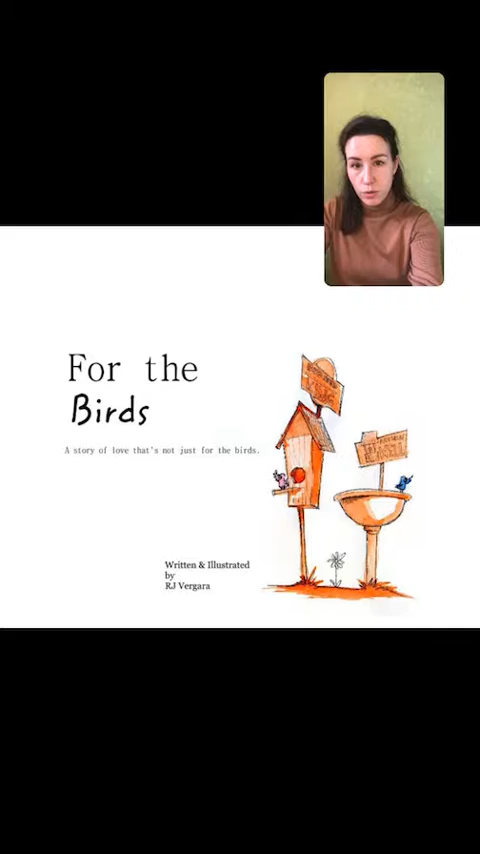 For the
Birds
A story of love that's not just for the birds.
Written & Illustrated
by
RJ Vergara